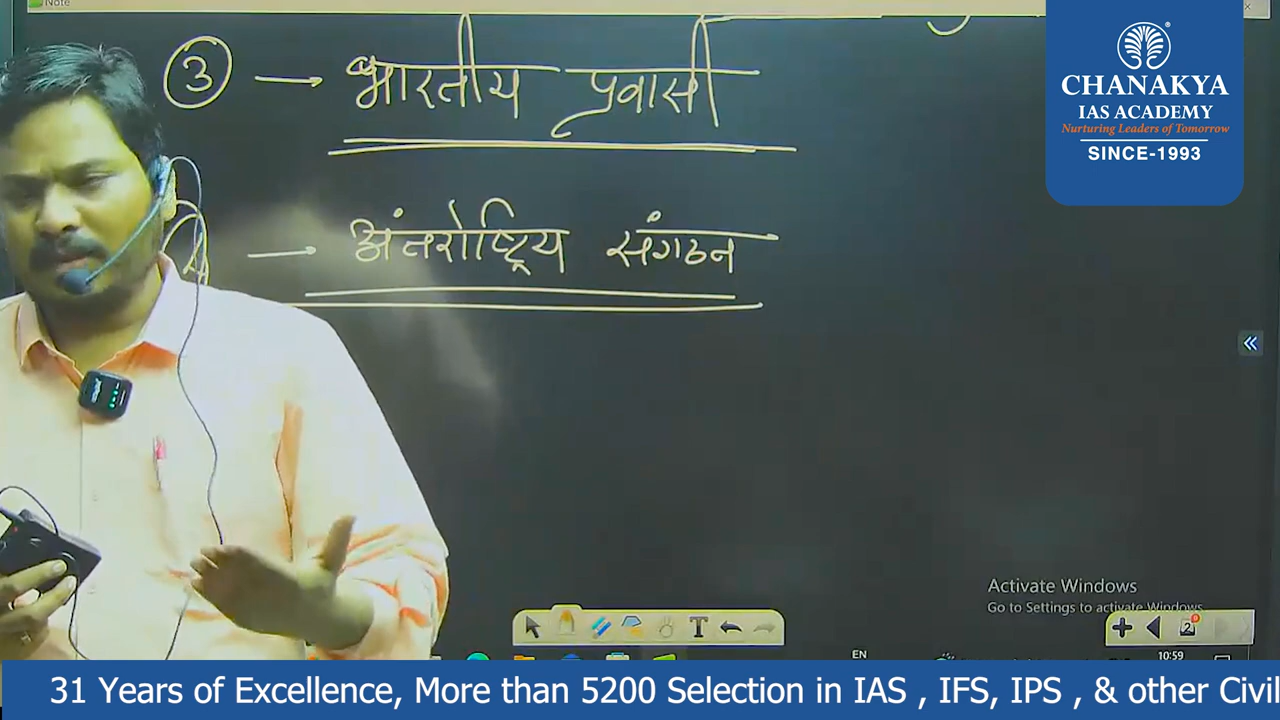 Note
③ → भारतीय प्रवासी
→ अंतर्राष्ट्रिय संगठन
CHANAKYA
IAS ACADEMY
Nurturing Leaders of Tomorrow
SINCE-1993
Activate Windows
Go to Settings to activate Windows.
T
2
EN
10:59
31 Years of Excellence, More than 5200 Selection in IAS , IFS, IPS , & other Civil